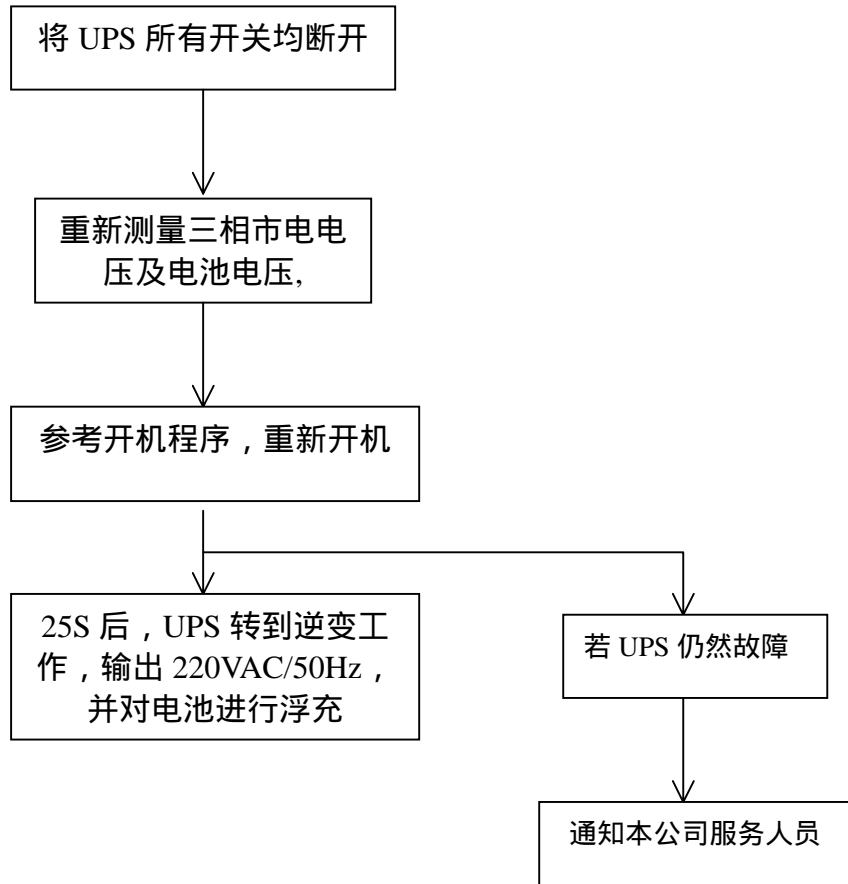 将 UPS 所有开关均断开
重新测量三相市电电
压及电池电压,
参考开机程序，重新开机
25S 后，UPS 转到逆变工
作，输出 220VAC/50Hz，
并对电池进行浮充
若 UPS 仍然故障
通知本公司服务人员